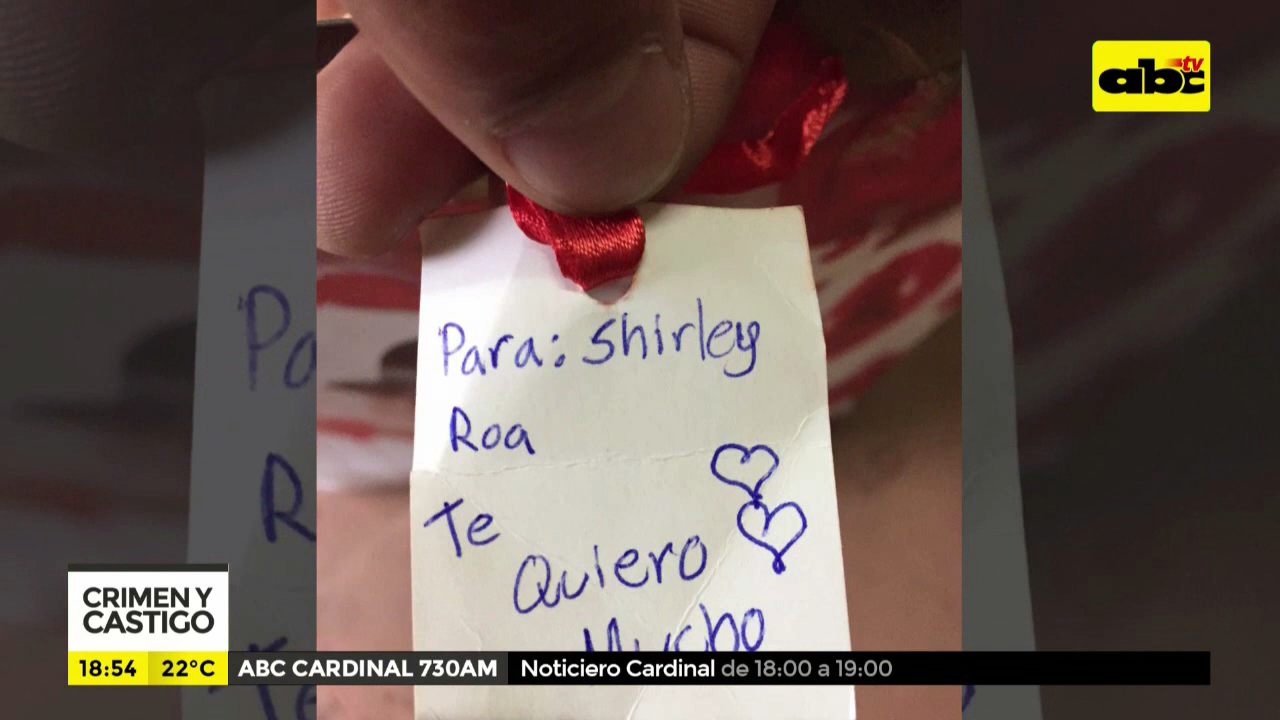 abc tv
Para: Shirley
Roa
Te
Quiero
Mucho
CRIMEN Y
CASTIGO
18:54 22°C ABC CARDINAL 730AM Noticiero Cardinal de 18:00 a 19:00